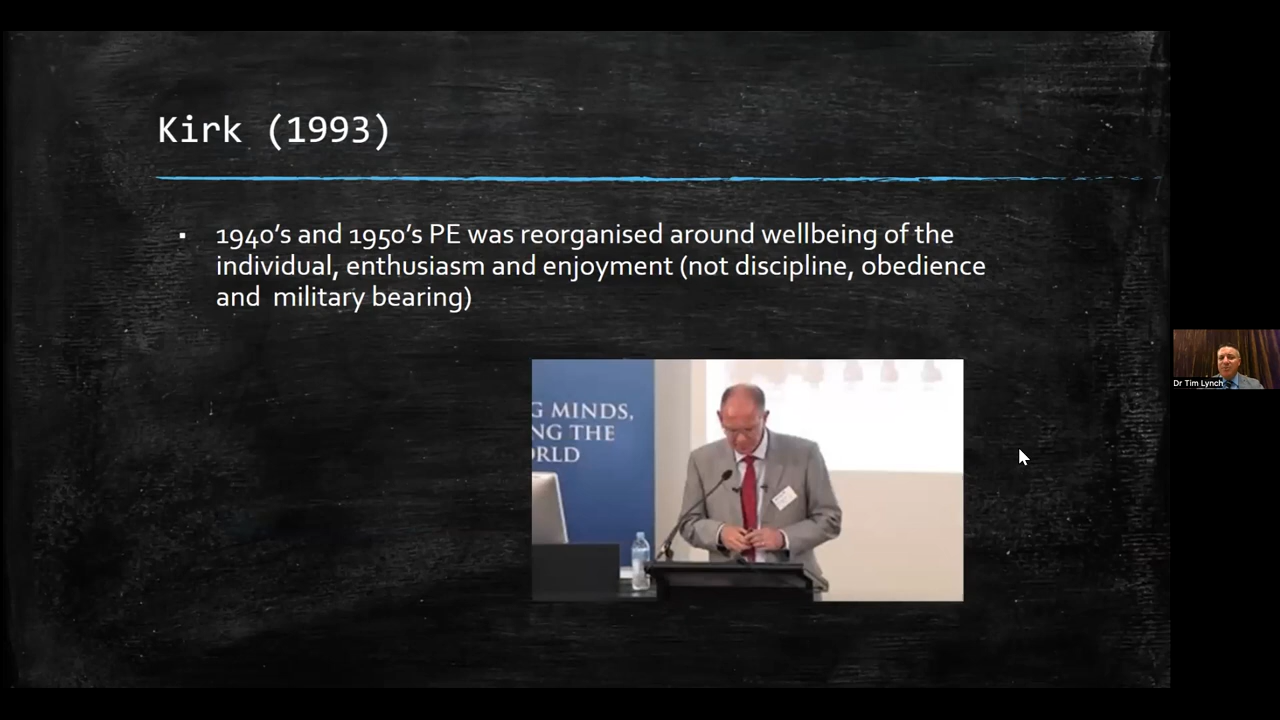 Kirk (1993)
1940's and 1950's PE was reorganised around wellbeing of the
individual, enthusiasm and enjoyment (not discipline, obedience
and military bearing)
G MINDS,
NG THE
ORLD
Dr Tim Lynch